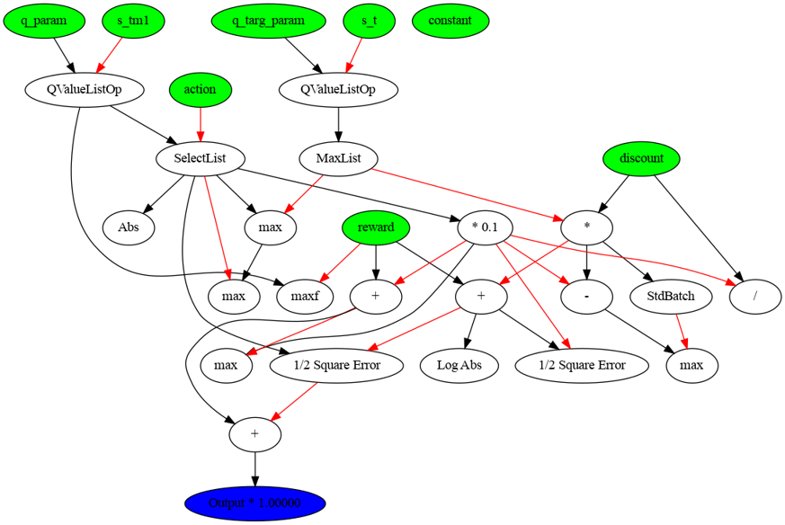 q_param
s_tm1
q_targ_param
s_t
constant
QValueListOp
action
QValueListOp
SelectList
MaxList
discount
Abs
max
reward
* 0.1
*
max
maxf
+
+
-
StdBatch
/
max
1/2 Square Error
Log Abs
1/2 Square Error
max
+
Output * 1.00000